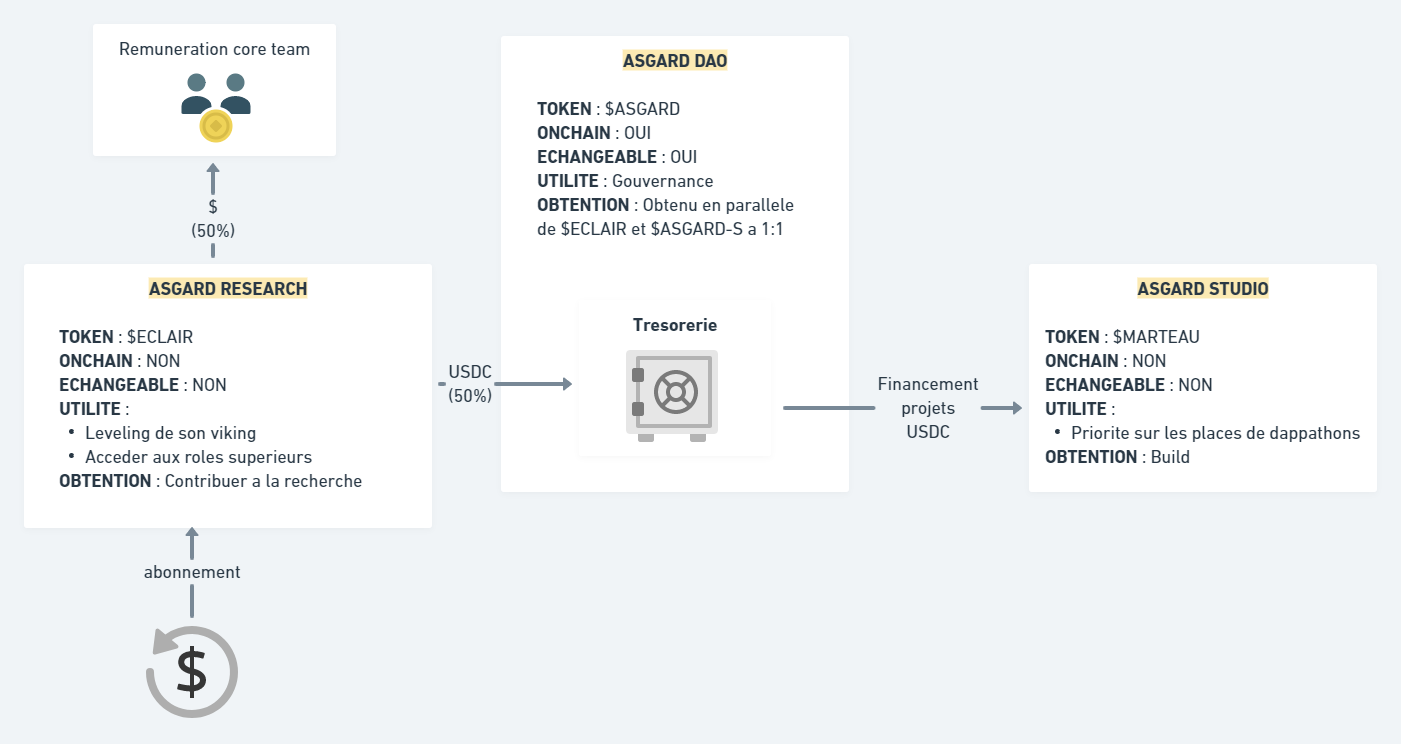 Remuneration core team
$
(50%)
ASGARD RESEARCH
TOKEN : $ECLAIR
ONCHAIN : NON
ECHANGEABLE : NON
UTILITE :
• Leveling de son viking
• Acceder aux roles superieurs
OBTENTION : Contribuer a la recherche
abonnement
$
USDC
(50%)
ASGARD DAO
TOKEN : $ASGARD
ONCHAIN : OUI
ECHANGEABLE : OUI
UTILITE : Gouvernance
OBTENTION : Obtenu en parallele
de $ECLAIR et $ASGARD-S a 1:1
Tresorerie
Financement
projets
USDC
ASGARD STUDIO
TOKEN : $MARTEAU
ONCHAIN : NON
ECHANGEABLE : NON
UTILITE :
• Priorite sur les places de dappathons
OBTENTION : Build